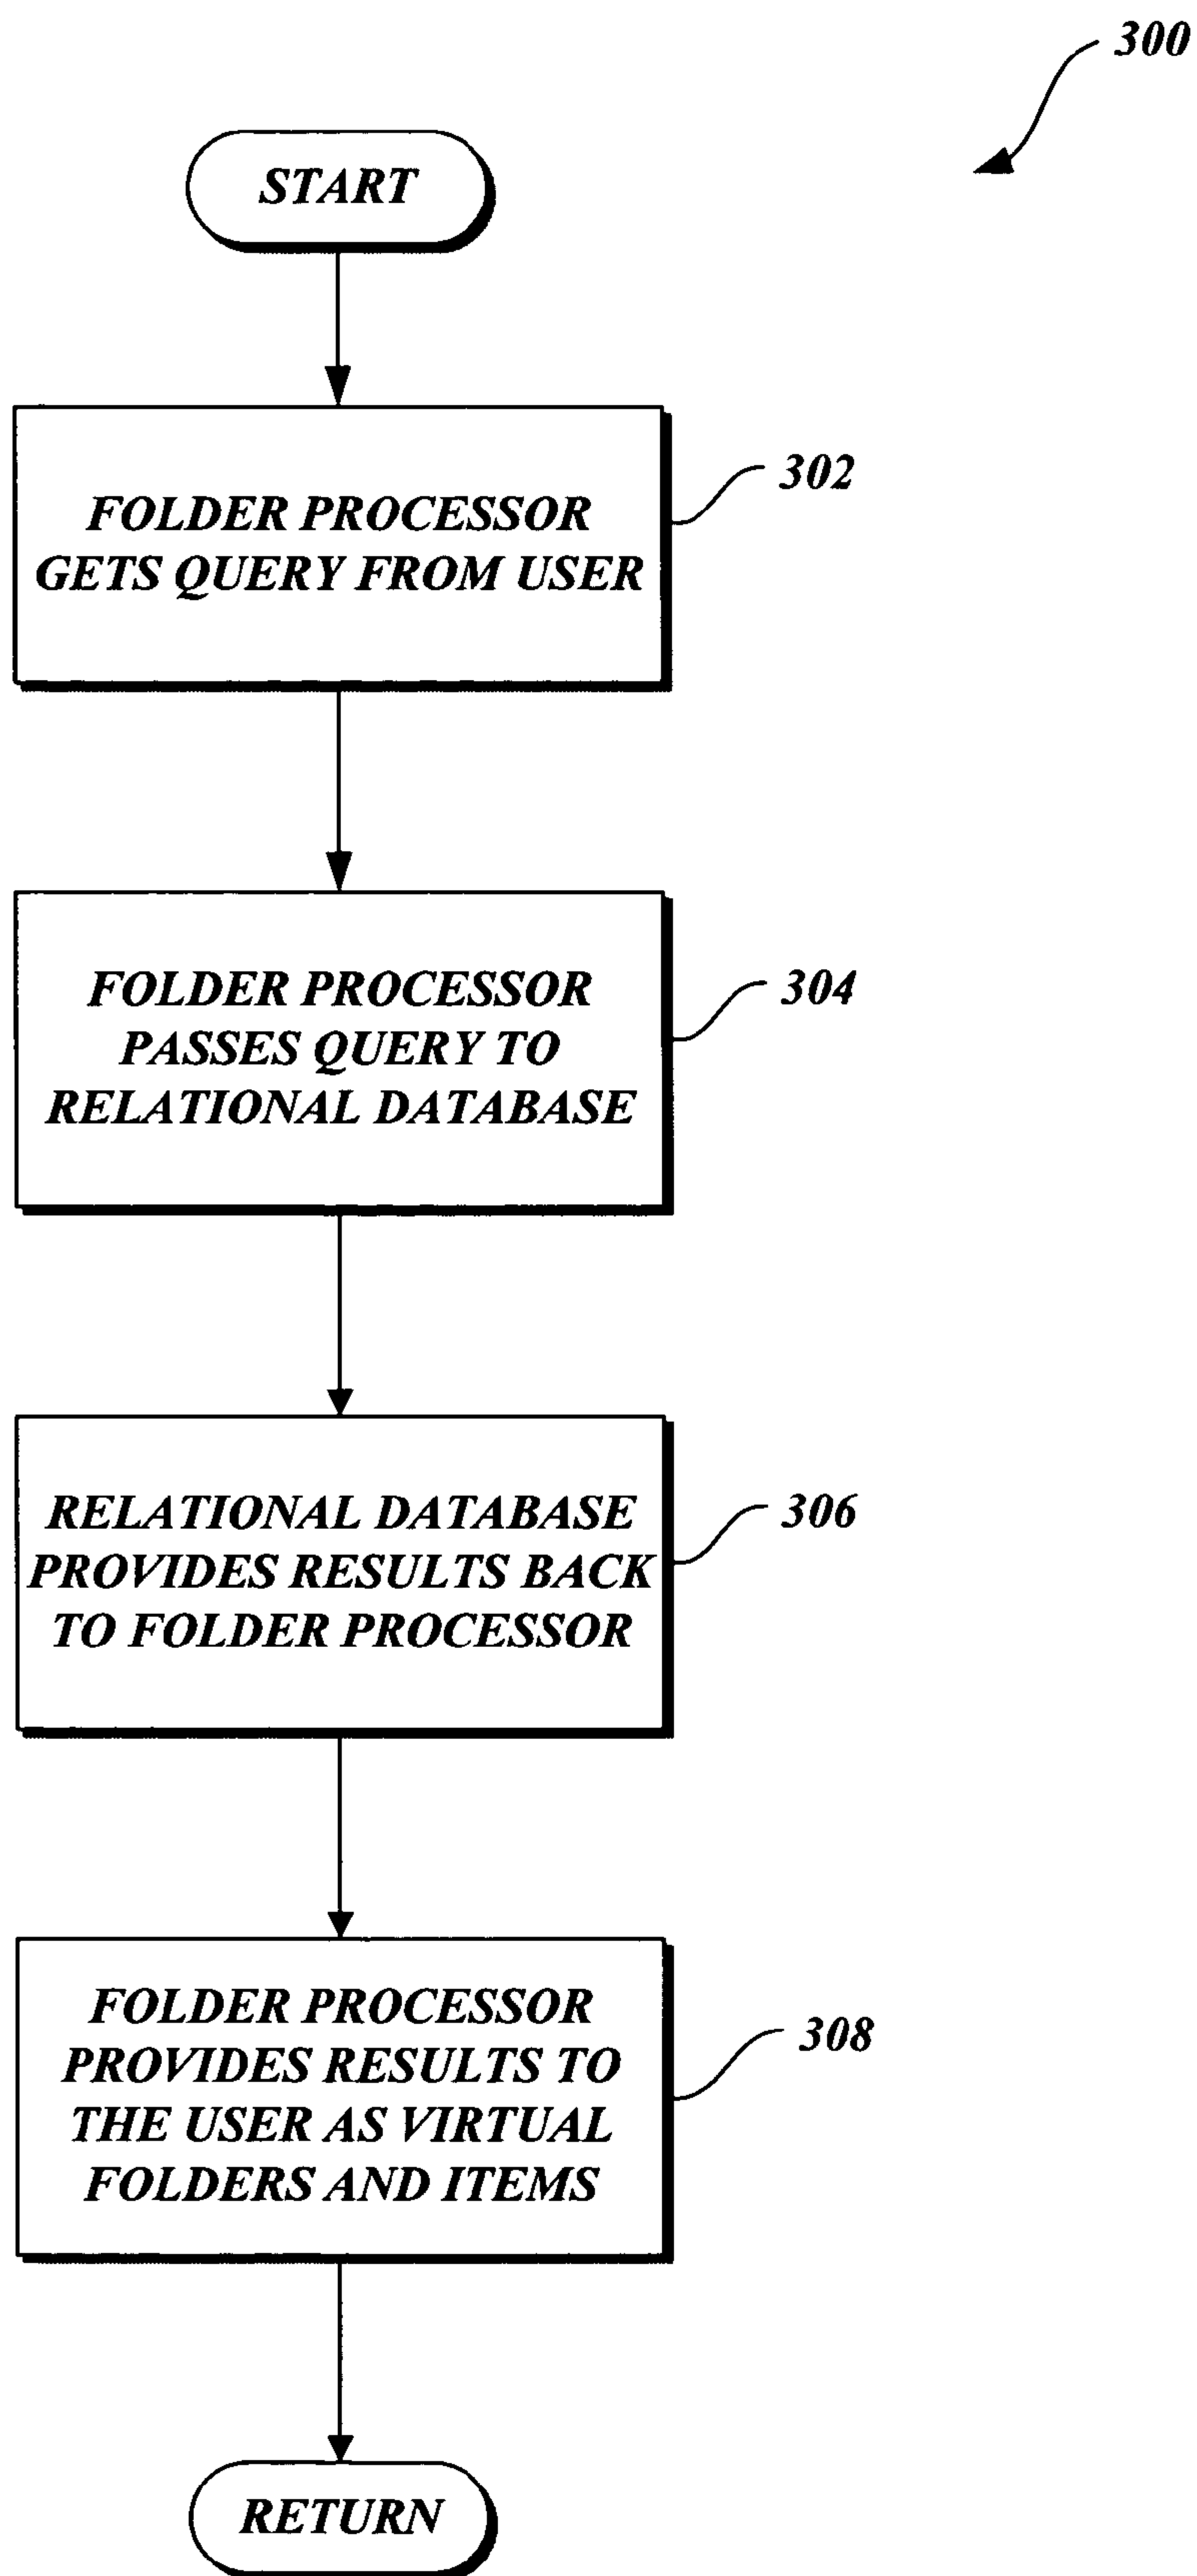 300
START
FOLDER PROCESSOR
GETS QUERY FROM USER
302
FOLDER PROCESSOR
PASSES QUERY TO
RELATIONAL DATABASE
304
RELATIONAL DATABASE
PROVIDES RESULTS BACK
TO FOLDER PROCESSOR
306
FOLDER PROCESSOR
PROVIDES RESULTS TO
THE USER AS VIRTUAL
FOLDERS AND ITEMS
308
RETURN